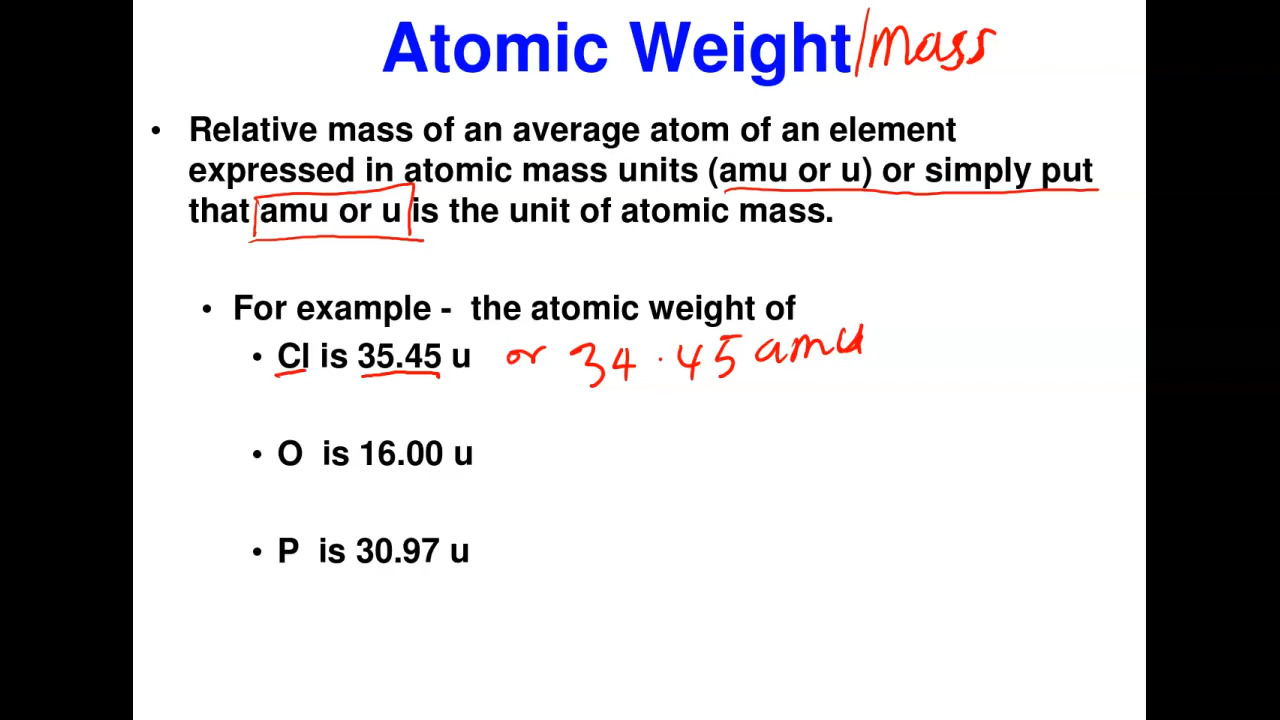 Atomic Weight/mass
• Relative mass of an average atom of an element
expressed in atomic mass units (amu or u) or simply put
that amu or u is the unit of atomic mass.
• For example - the atomic weight of
• Cl is 35.45 u or 34.45 amu
• O is 16.00 u
• P is 30.97 u